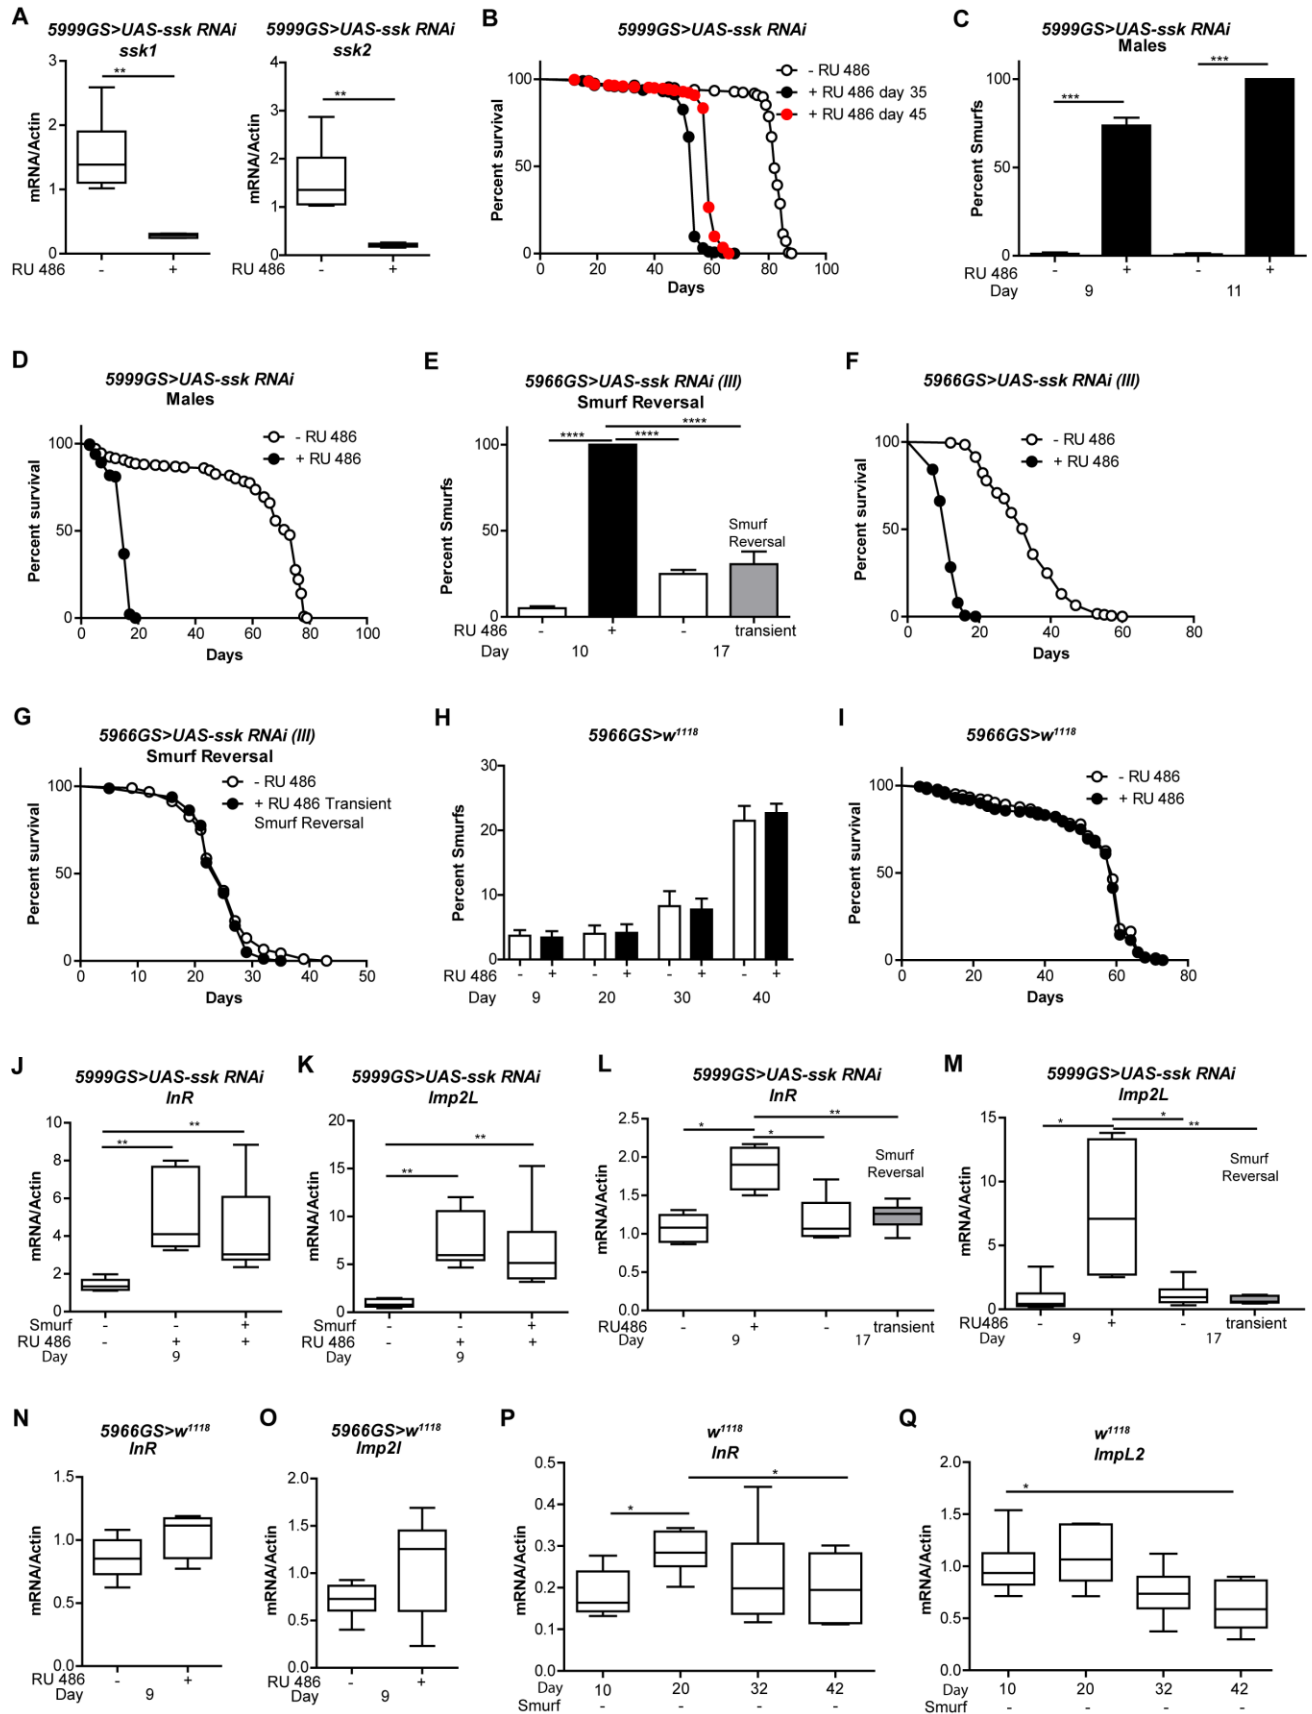 A
5999GS>UAS-ssk RNAi
ssk1
mRNA/Actin
3
2
1
0
**
RU 486
-
+
5999GS>UAS-ssk RNAi
ssk2
mRNA/Actin
4
3
2
1
0
**
RU 486
-
+
B
5999GS>UAS-ssk RNAi
Percent survival
100
50
0
- RU 486
+ RU 486 day 35
+ RU 486 day 45
0 20 40 60 80 100
Days
C
5999GS>UAS-ssk RNAi
Males
Percent Smurfs
100
50
0
***
***
RU 486 - + - +
Day 9 11
D
5999GS>UAS-ssk RNAi
Males
Percent survival
100
50
0
- RU 486
+ RU 486
0 20 40 60 80 100
Days
E
5966GS>UAS-ssk RNAi (III)
Smurf Reversal
Percent Smurfs
100
50
0
****
****
****
Smurf
Reversal
RU 486 - + - transient
Day 10 17
F
5966GS>UAS-ssk RNAi (III)
Percent survival
100
50
0
- RU 486
+ RU 486
0 20 40 60 80
Days
G
5966GS>UAS-ssk RNAi (III)
Smurf Reversal
Percent survival
100
50
0
- RU 486
+ RU 486 Transient
Smurf Reversal
0 10 20 30 40 50
Days
H
5966GS>w1118
Percent Smurfs
30
20
10
0
RU 486 - + - + - + - +
Day 9 20 30 40
I
5966GS>w1118
Percent survival
100
50
0
- RU 486
+ RU 486
0 20 40 60 80
Days
J
5999GS>UAS-ssk RNAi
InR
mRNA/Actin
10
8
6
4
2
0
**
**
Smurf - - +
RU 486 - + +
Day 9
K
5999GS>UAS-ssk RNAi
Imp2L
mRNA/Actin
20
15
10
5
0
**
**
Smurf - - +
RU 486 - + +
Day 9
L
5999GS>UAS-ssk RNAi
InR
mRNA/Actin
2.5
2.0
1.5
1.0
0.5
0.0
**
*
*
Smurf
Reversal
RU486 - + - transient
Day 9 17
M
5999GS>UAS-ssk RNAi
Imp2L
mRNA/Actin
15
10
5
0
*
*
**
Smurf
Reversal
RU486 - + - transient
Day 9 17
N
5966GS>w1118
InR
mRNA/Actin
1.5
1.0
0.5
0.0
RU 486 - +
Day 9
O
5966GS>w1118
Imp2l
mRNA/Actin
2.0
1.5
1.0
0.5
0.0
RU 486 - +
Day 9
P
w1118
InR
mRNA/Actin
0.5
0.4
0.3
0.2
0.1
0.0
*
*
Day 10 20 32 42
Smurf - - - -
Q
w1118
ImpL2
mRNA/Actin
2.0
1.5
1.0
0.5
0.0
*
Day 10 20 32 42
Smurf - - - -